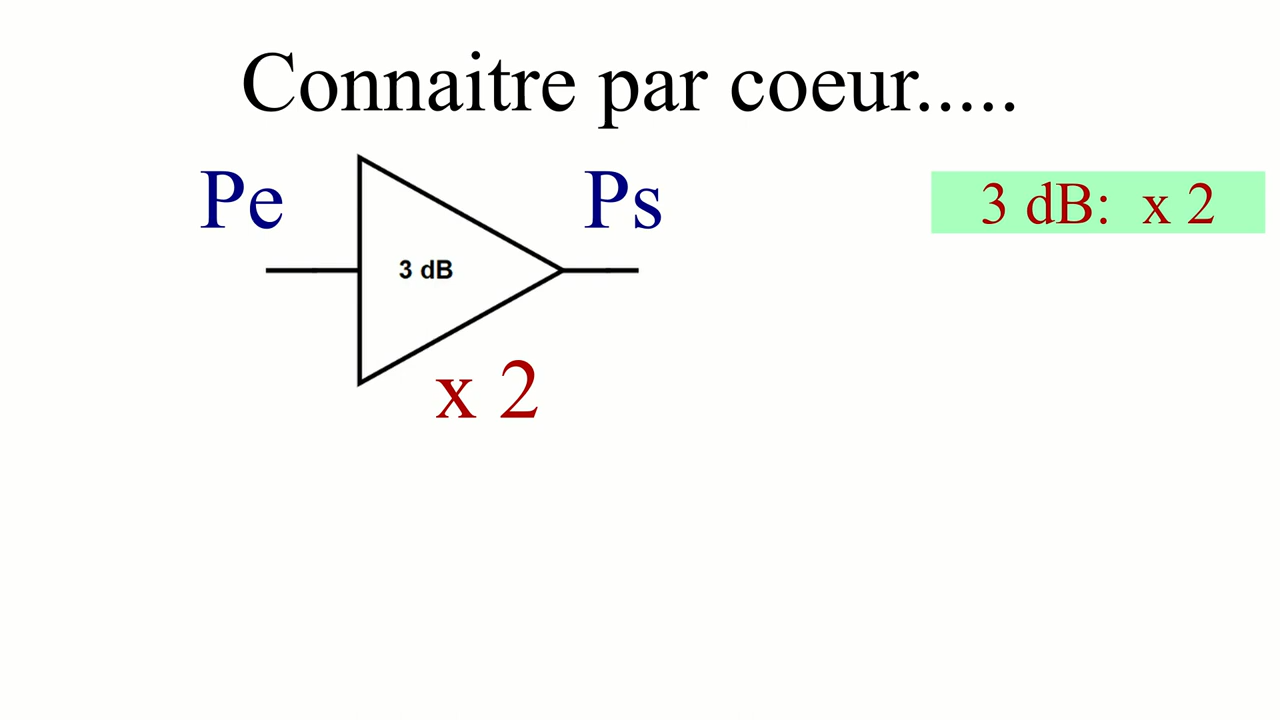 Connaitre par coeur.....
Pe
Ps
3 dB: x 2
3 dB
x 2